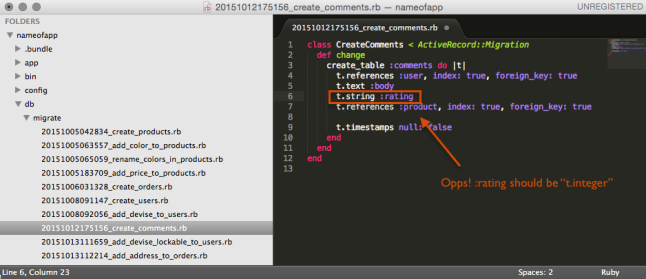 20151012175156_create_comments.rb — nameofapp
UNREGISTERED
FOLDERS
nameofapp
.bundle
app
bin
config
db
migrate
20151005042834_create_products.rb
20151005063557_add_color_to_products.rb
20151005065059_rename_colors_in_products.rb
20151005183709_add_price_to_products.rb
20151006031328_create_orders.rb
20151008091147_create_users.rb
20151008092056_add_devise_to_users.rb
20151012175156_create_comments.rb
20151013111659_add_devise_lockable_to_users.rb
20151013112214_add_address_to_orders.rb
20151012175156_create_comments.rb
1 class CreateComments < ActiveRecord::Migration
2 def change
3 create_table :comments do |t|
4 t.references :user, index: true, foreign_key: true
5 t.text :body
6 t.string :rating
7 t.references :product, index: true, foreign_key: true
8
9 t.timestamps null: false
10 end
11 end
12 end
13
Opps! :rating should be “t.integer”
Line 6, Column 23
Spaces: 2
Ruby